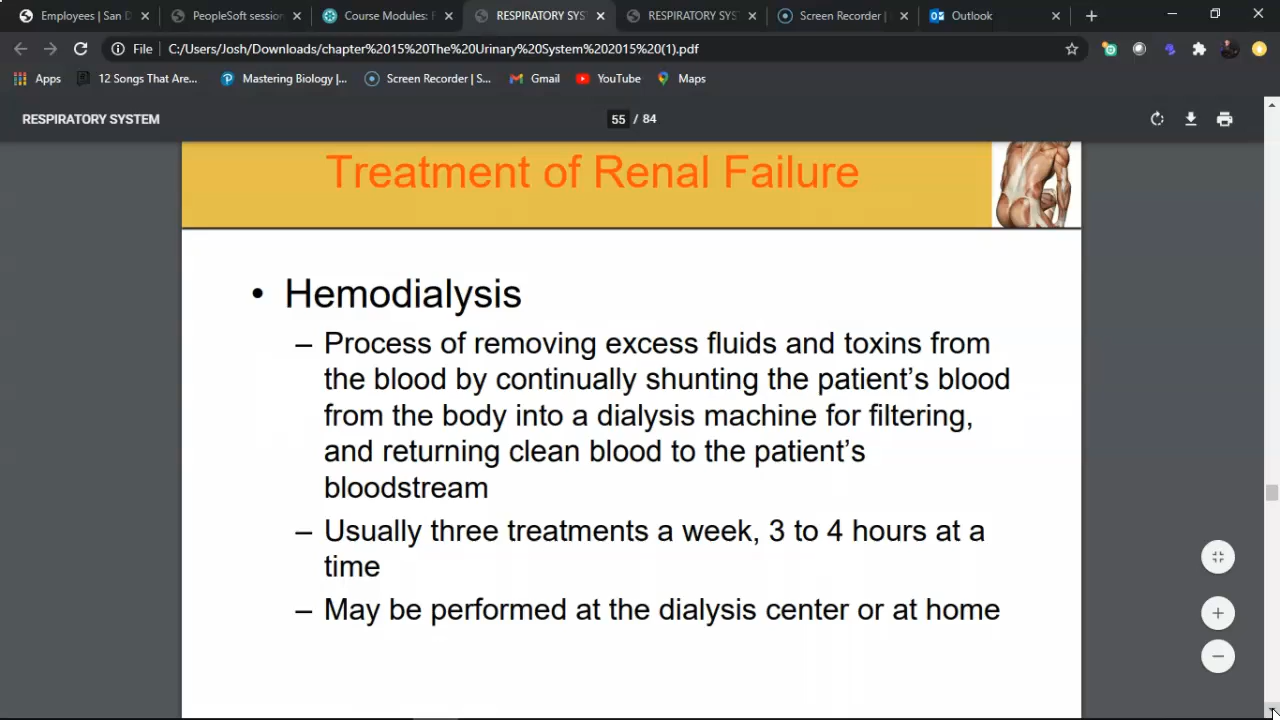 Employees | San D
PeopleSoft session
Course Modules: F
RESPIRATORY SYS
RESPIRATORY SYS
Screen Recorder |
Outlook
File
C:/Users/Josh/Downloads/chapter%2015%20The%20Urinary%20System%202015%20(1).pdf
Apps
12 Songs That Are...
Mastering Biology |...
Screen Recorder | S...
Gmail
YouTube
Maps
RESPIRATORY SYSTEM
55 / 84
Treatment of Renal Failure
• Hemodialysis
– Process of removing excess fluids and toxins from
the blood by continually shunting the patient's blood
from the body into a dialysis machine for filtering,
and returning clean blood to the patient's
bloodstream
– Usually three treatments a week, 3 to 4 hours at a
time
– May be performed at the dialysis center or at home